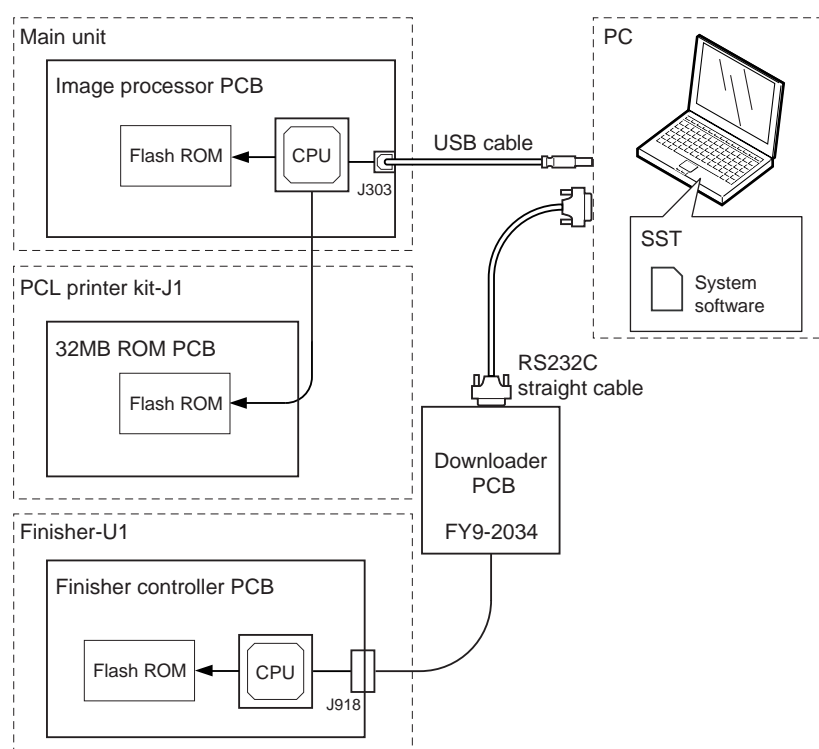 Main unit
Image processor PCB
Flash ROM
CPU
J303
USB cable
PC
SST
System
software
PCL printer kit-J1
32MB ROM PCB
Flash ROM
RS232C
straight cable
Downloader
PCB
FY9-2034
Finisher-U1
Finisher controller PCB
Flash ROM
CPU
J918